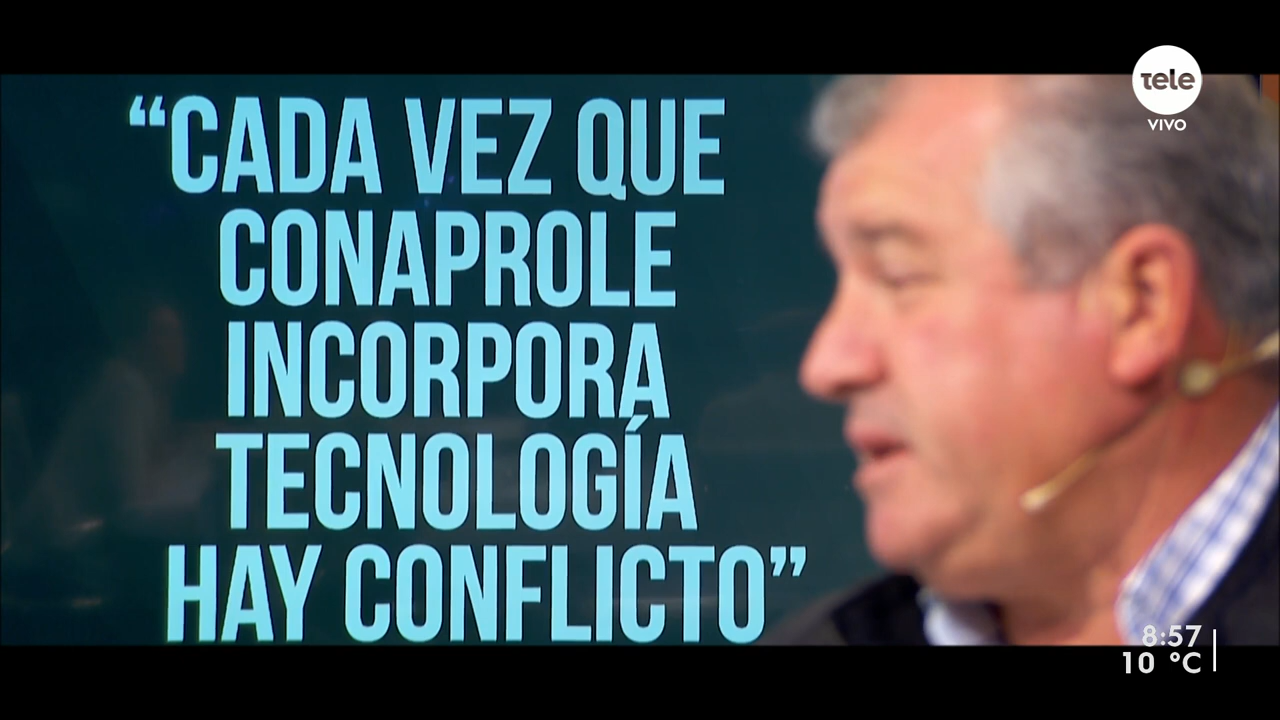 “CADA VEZ QUE
CONAPROLE
INCORPORA
TECNOLOGÍA
HAY CONFLICTO”
tele
VIVO
8:57
10 °C